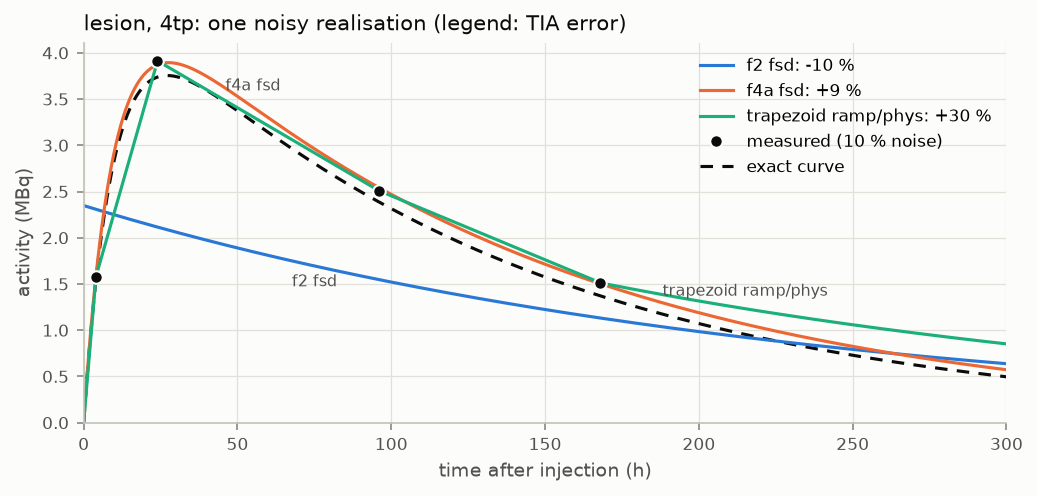 lesion, 4tp: one noisy realisation (legend: TIA error)
4.0
3.5
3.0
2.5
2.0
1.5
1.0
0.5
0.0
activity (MBq)
f4a fsd
f2 fsd
trapezoid ramp/phys
f2 fsd: -10 %
f4a fsd: +9 %
trapezoid ramp/phys: +30 %
measured (10 % noise)
exact curve
0
50
100
150
200
250
300
time after injection (h)